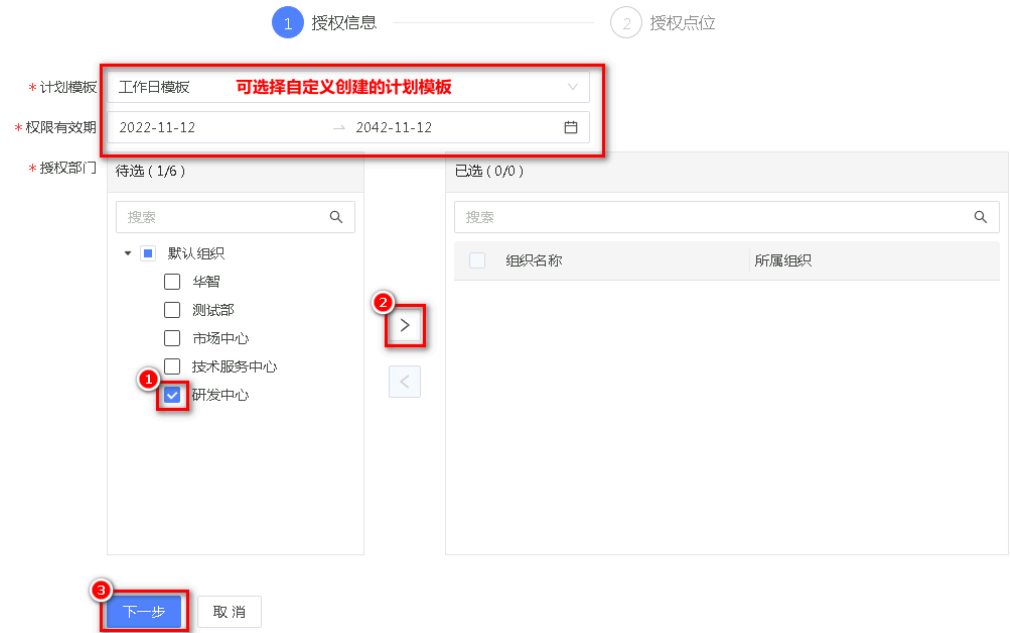 1 授权信息 2 授权点位
* 计划模板 工作日模板 可选择自定义创建的计划模板
* 权限有效期 2022-11-12 → 2042-11-12
* 授权部门 待选 ( 1/6 ) 已选 ( 0/0 )
搜索 搜索
默认组织 组织名称 所属组织
华智
测试部
2
市场中心 >
技术服务中心
1
研发中心 <
3
下一步 取 消